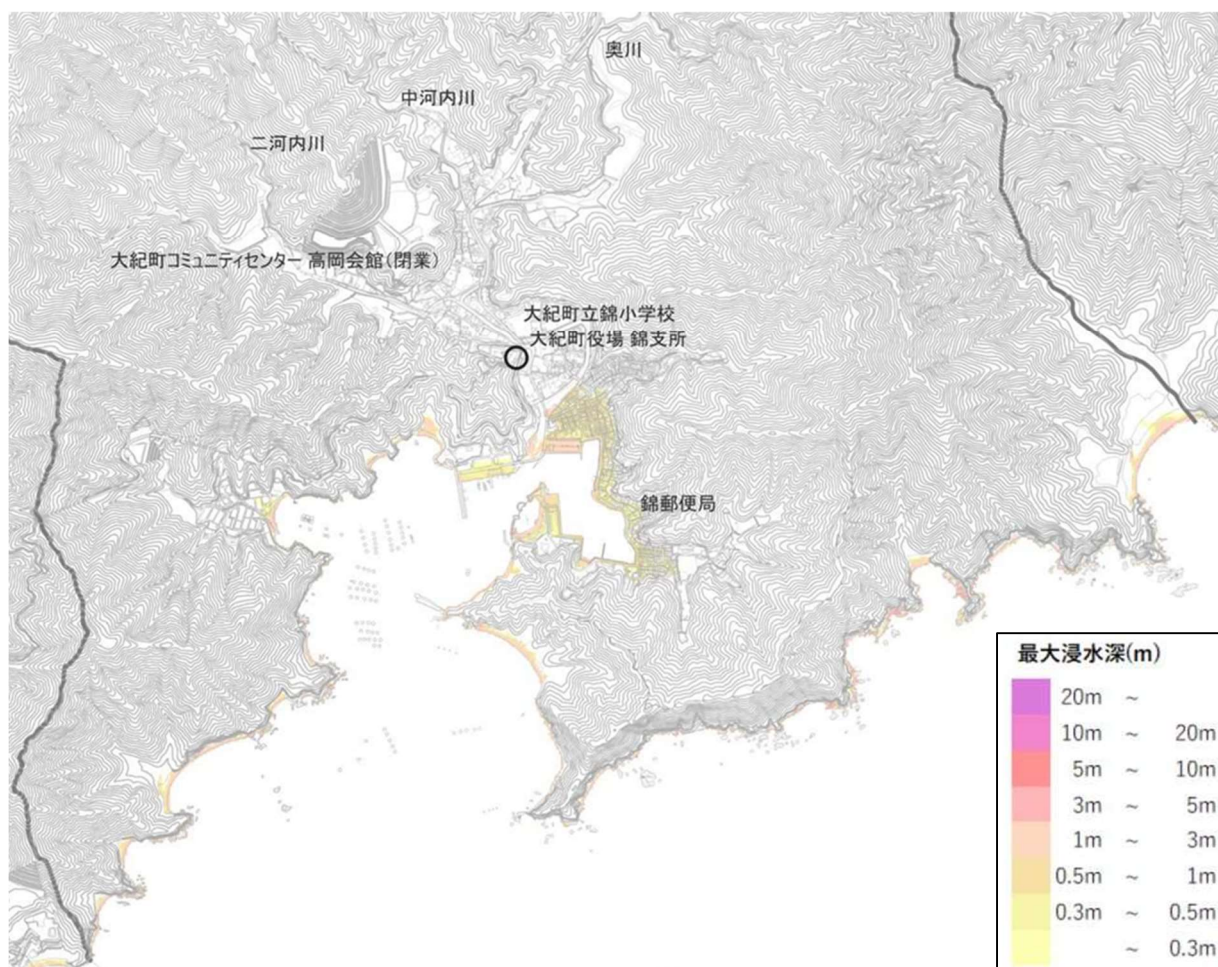 奥川
中河内川
二河内川
大紀町コミュニティセンター 高岡会館(閉業)
大紀町立錦小学校
大紀町役場 錦支所
錦郵便局
最大浸水深(m)
20m ~
10m ~ 20m
5m ~ 10m
3m ~ 5m
1m ~ 3m
0.5m ~ 1m
0.3m ~ 0.5m
~ 0.3m